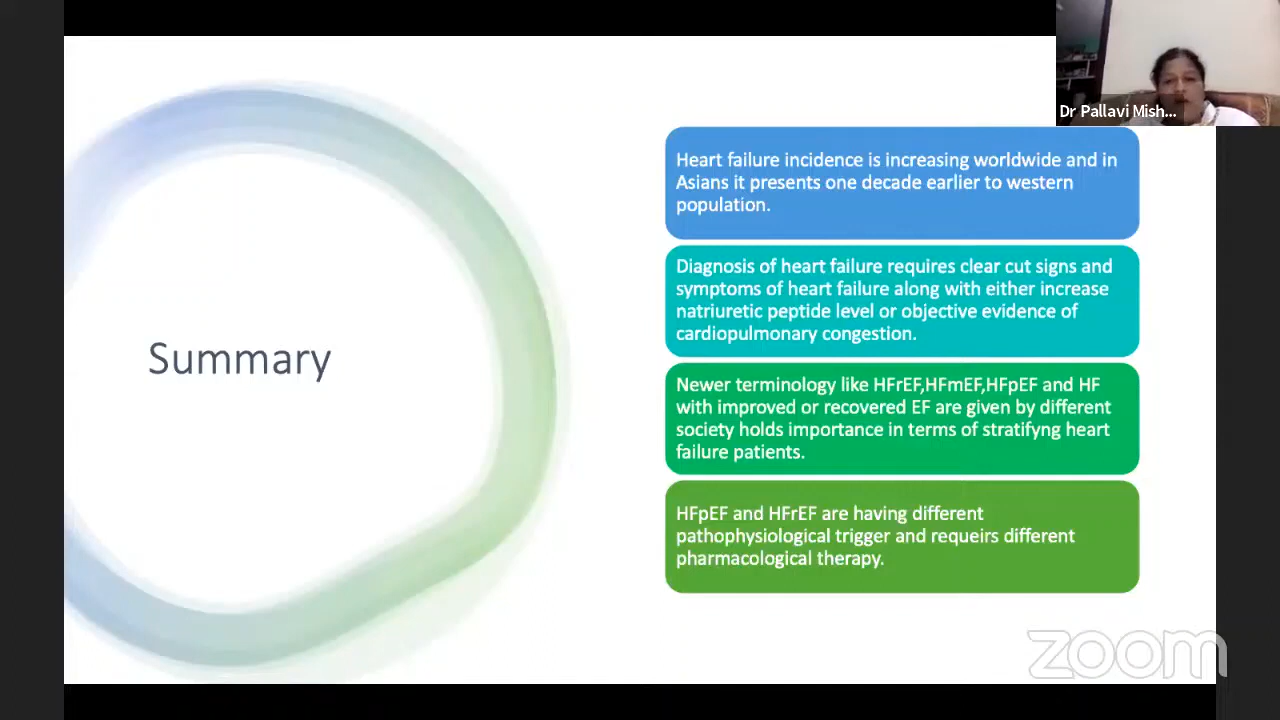 Dr Pallavi Mish...
Heart failure incidence is increasing worldwide and in
Asians it presents one decade earlier to western
population.
Diagnosis of heart failure requires clear cut signs and
symptoms of heart failure along with either increase
natriuretic peptide level or objective evidence of
cardiopulmonary congestion.
Summary
Newer terminology like HFrEF,HFmEF,HFpEF and HF
with improved or recovered EF are given by different
society holds importance in terms of stratifyng heart
failure patients.
HFpEF and HFrEF are having different
pathophysiological trigger and requeirs different
pharmacological therapy.
zoom